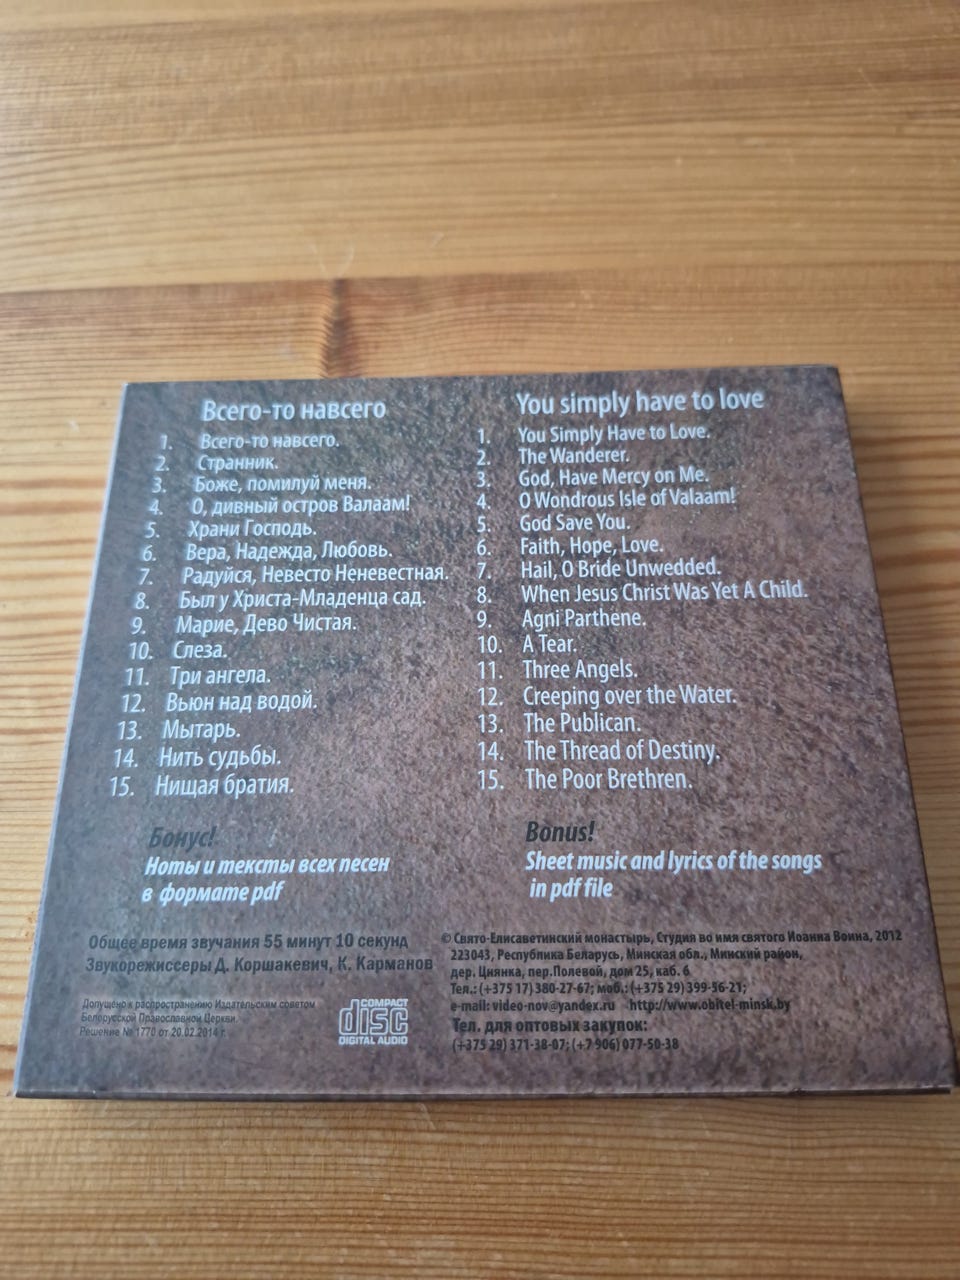 Всего-то навсего
1. Всего-то навсего.
2. Странник.
3. Боже, помилуй меня.
4. О, дивный остров Валаам!
5. Храни Господь.
6. Вера, Надежда, Любовь.
7. Радуйся, Невесто Неневестная.
8. Был у Христа-Младенца сад.
9. Марие, Дево Чистая.
10. Слеза.
11. Три ангела.
12. Вьюн над водой.
13. Мытарь.
14. Нить судьбы.
15. Нищая братия.
Бонус!
Ноты и тексты всех песен
в формате pdf
You simply have to love
1. You Simply Have to Love.
2. The Wanderer.
3. God, Have Mercy on Me.
4. O Wondrous Isle of Valaam!
5. God Save You.
6. Faith, Hope, Love.
7. Hail, O Bride Unwedded.
8. When Jesus Christ Was Yet A Child.
9. Agni Parthene.
10. A Tear.
11. Three Angels.
12. Creeping over the Water.
13. The Publican.
14. The Thread of Destiny.
15. The Poor Brethren.
Bonus!
Sheet music and lyrics of the songs
in pdf file
Общее время звучания 55 минут 10 секунд
Звукорежиссеры Д. Коршакевич, К. Карманов
Допущено к распространению Издательским советом
Белорусской Православной Церкви.
Решение № 1770 от 20.02.2014 г.
COMPACT
disc
DIGITAL AUDIO
© Свято-Елисаветинский монастырь, Студия во имя святого Иоанна Воина, 2012
223043, Республика Беларусь, Минская обл., Минский район,
дер. Цнянка, пер.Полевой, дом 25, каб. 6
Тел.: (+375 17) 380-27-67; моб.: (+375 29) 399-56-21;
e-mail: video-nov@yandex.ru http://www.obitel-minsk.by
Тел. для оптовых закупок:
(+375 29) 371-38-07; (+7 906) 077-50-38